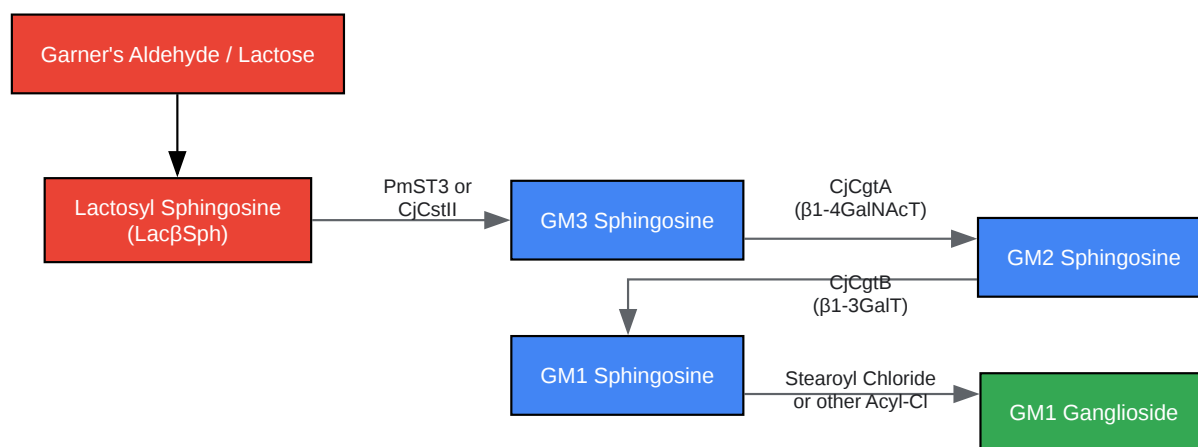 Garner's Aldehyde / Lactose
Lactosyl Sphingosine
(LacβSph)
PmST3 or
CjCstII
GM3 Sphingosine
CjCgtA
(β1-4GalNAcT)
GM2 Sphingosine
CjCgtB
(β1-3GalT)
GM1 Sphingosine
Stearoyl Chloride
or other Acyl-Cl
GM1 Ganglioside